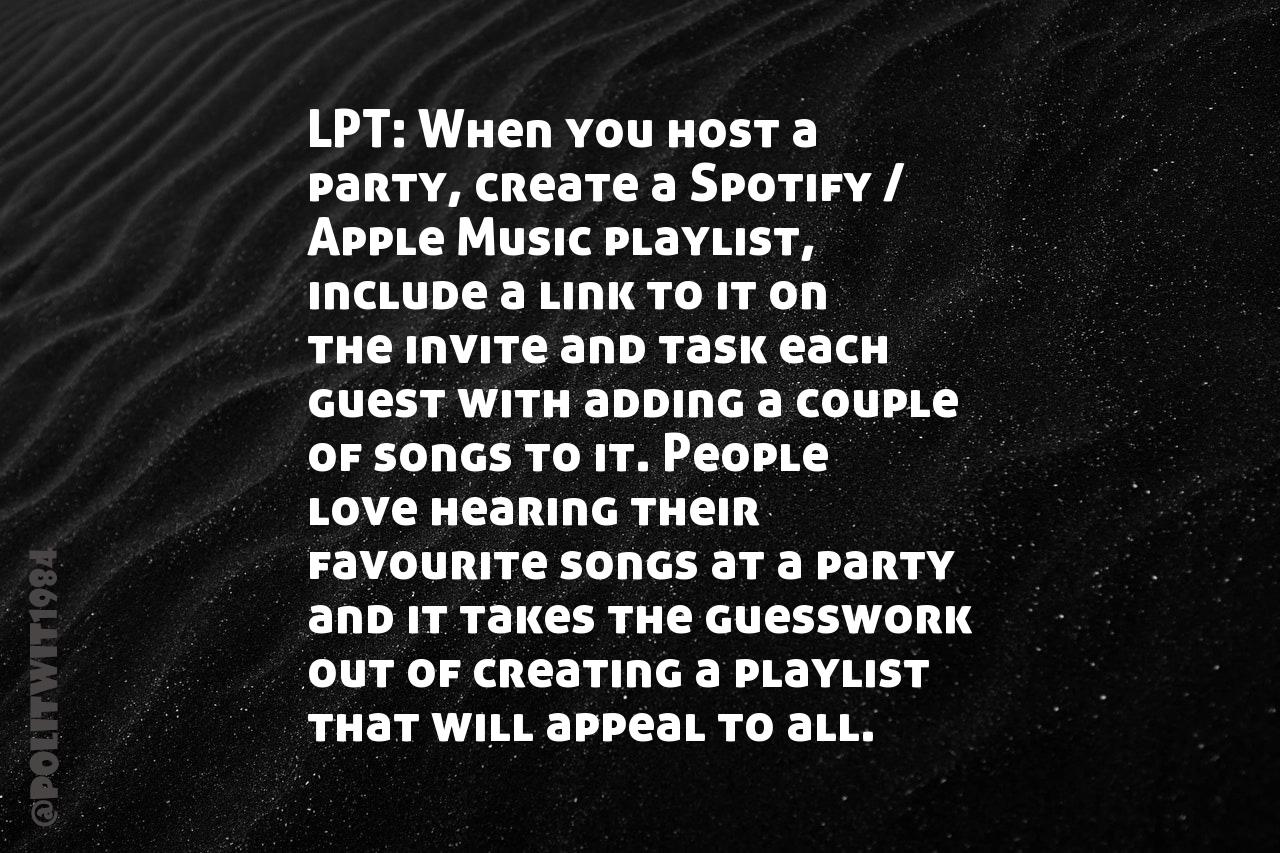 LPT: When you host a
party, create a Spotify /
Apple Music playlist,
include a link to it on
the invite and task each
guest with adding a couple
of songs to it. People
love hearing their
favourite songs at a party
and it takes the guesswork
out of creating a playlist
that will appeal to all.
@POLITWIT1984